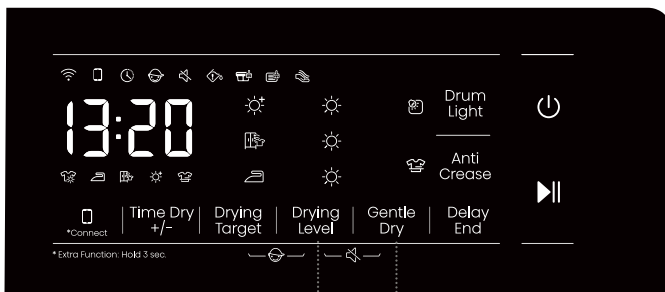 13:20
Drum
Light
Anti
Crease
*Connect
Time Dry
+/-
Drying
Target
Drying
Level
Gentle
Dry
Delay
End
* Extra Function: Hold 3 sec.